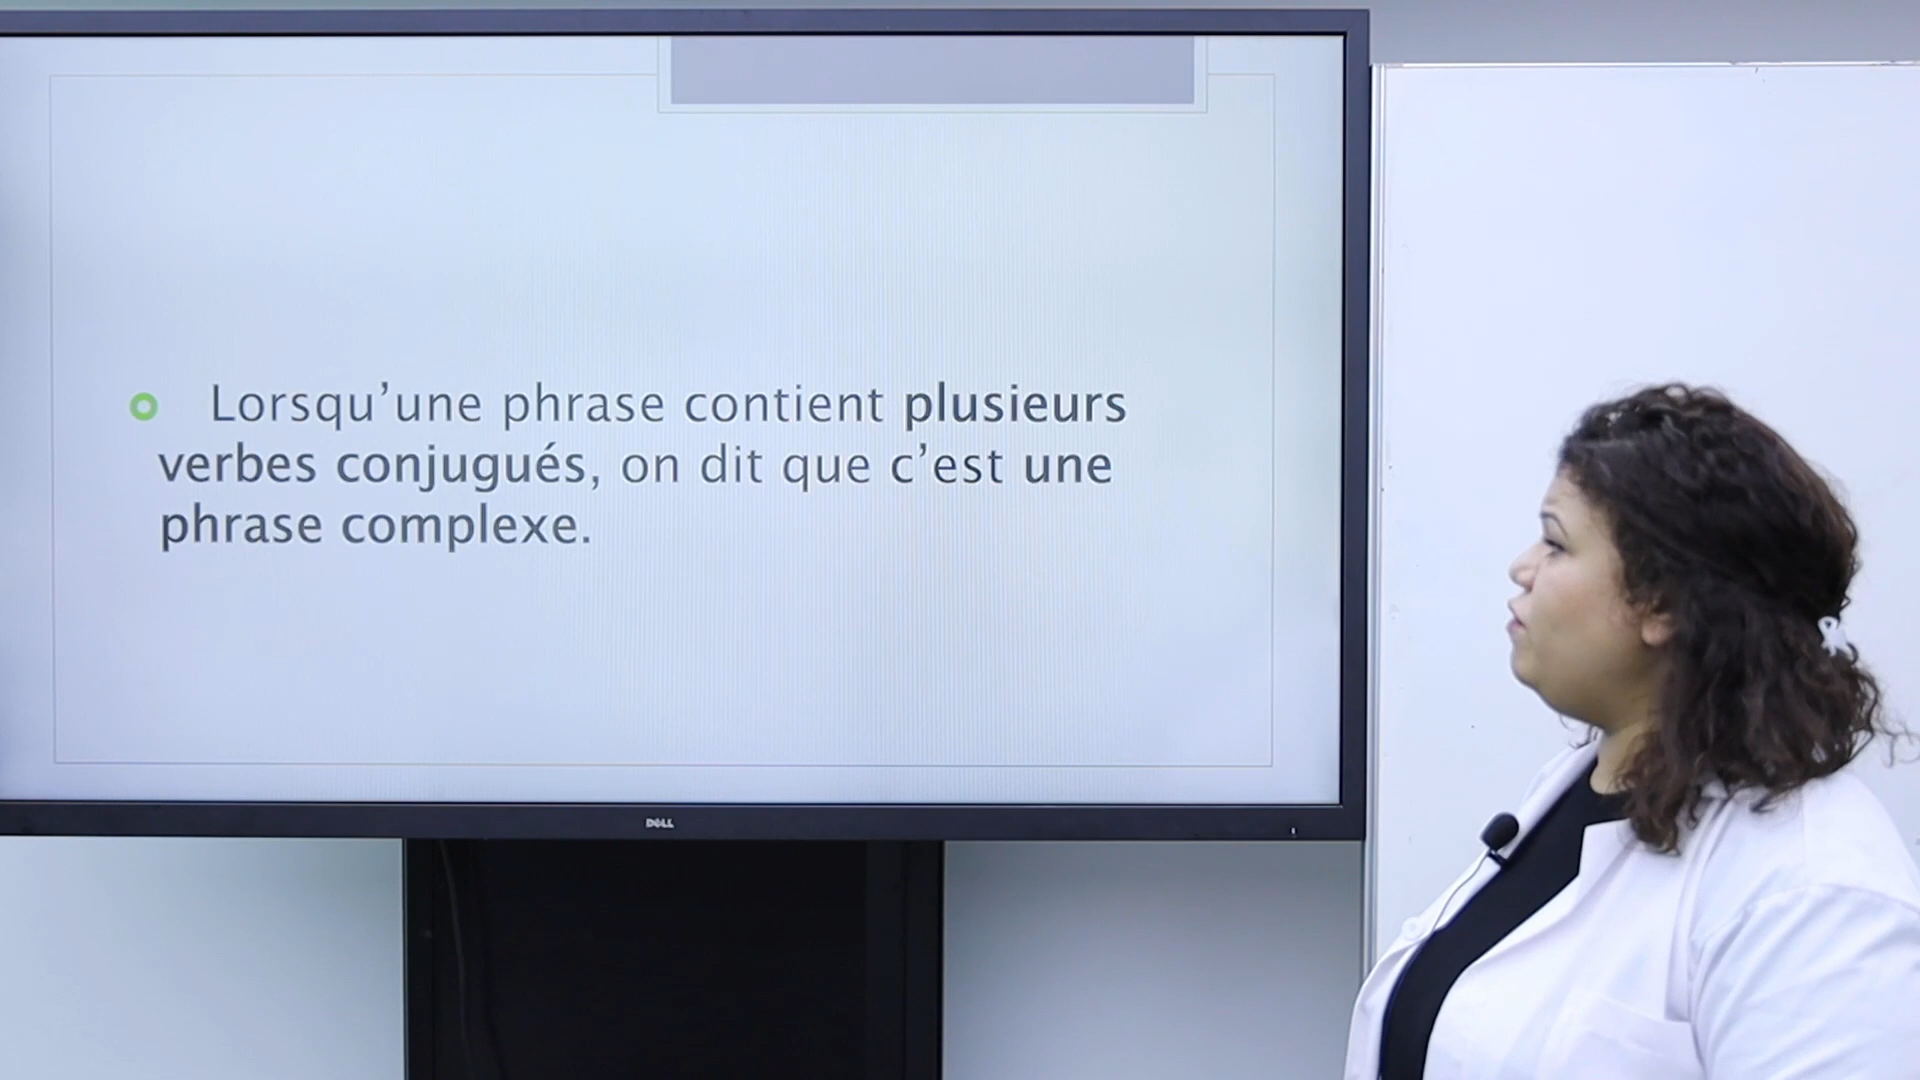 Lorsqu’une phrase contient plusieurs
verbes conjugués, on dit que c’est une
phrase complexe.
DELL